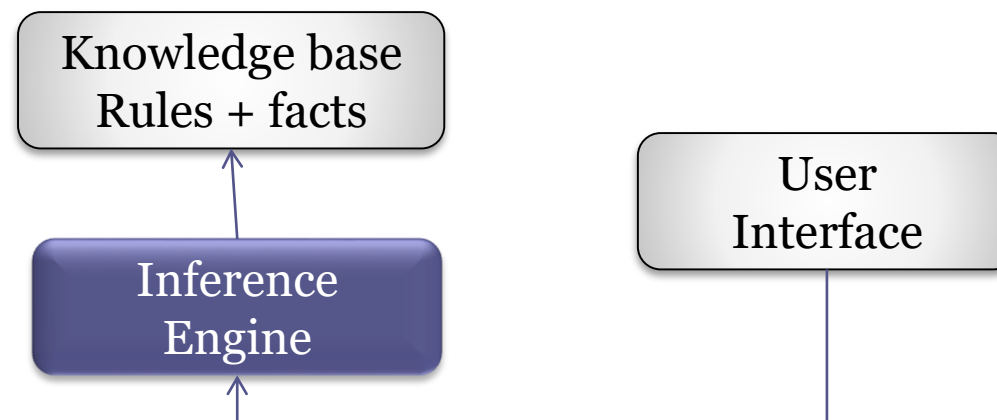 Knowledge base
Rules + facts
User
Interface
Inference
Engine